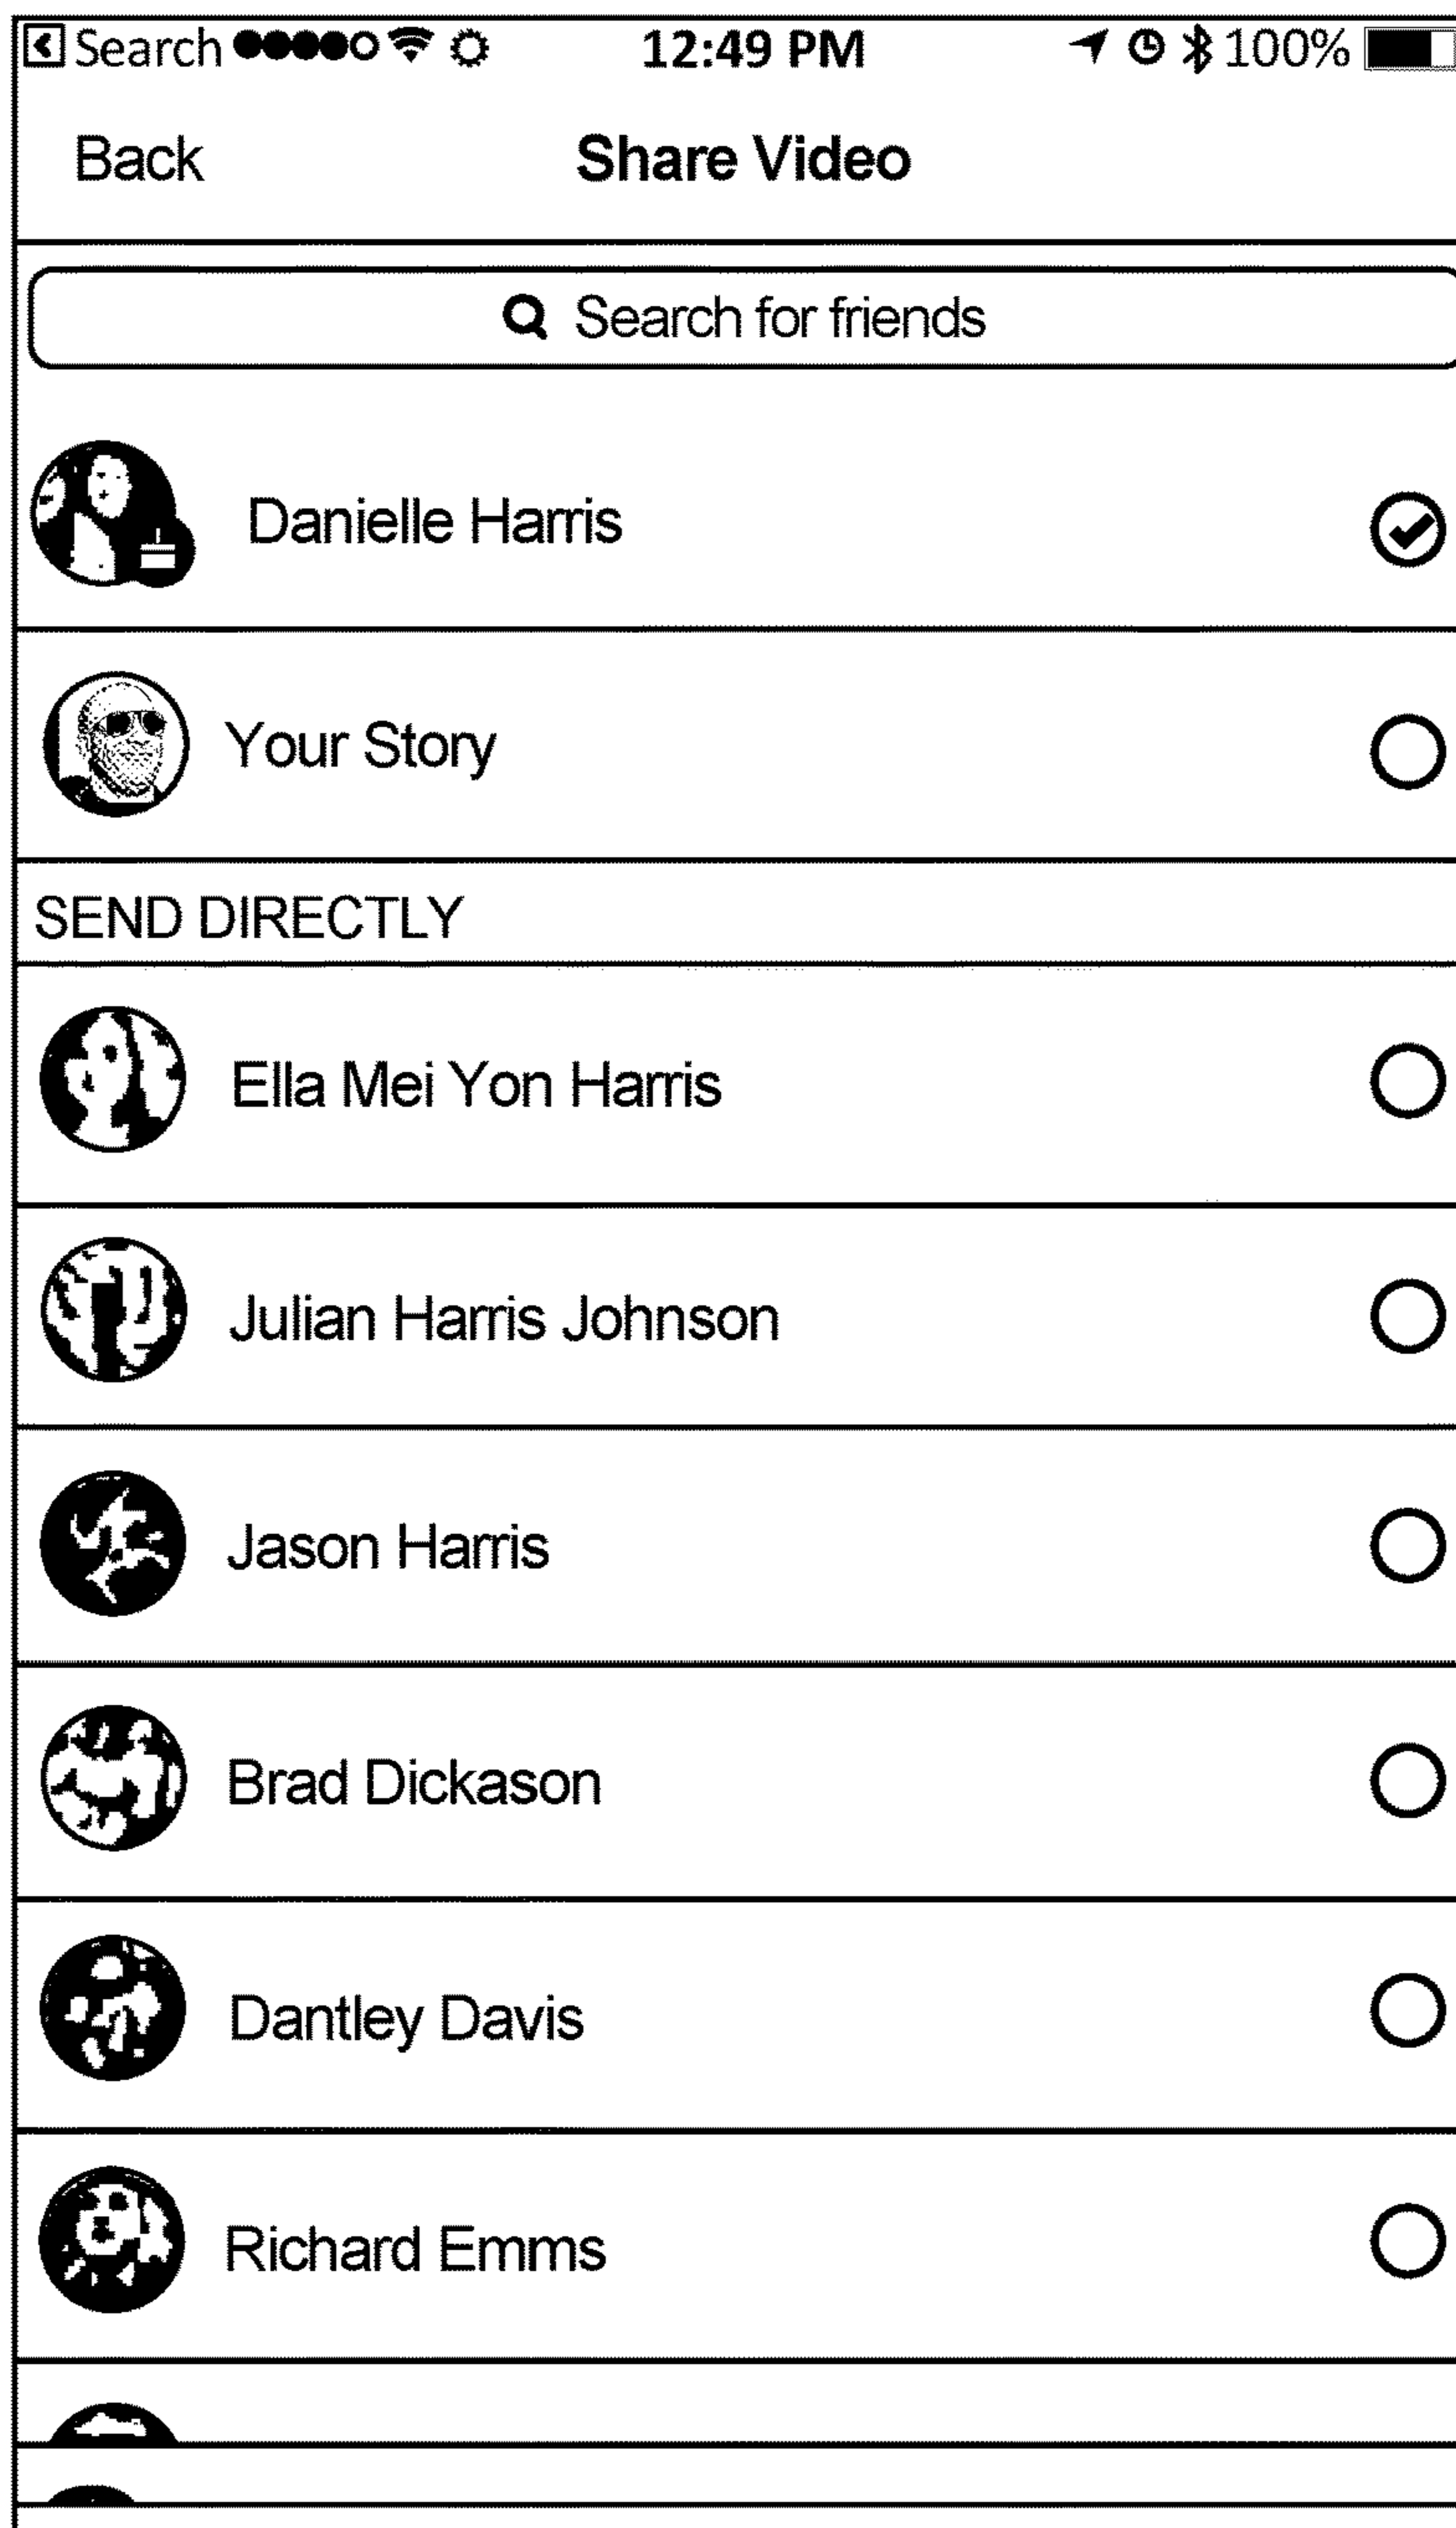 Search 12:49 PM 100%
Back Share Video
Search for friends
Danielle Harris
Your Story
SEND DIRECTLY
Ella Mei Yon Harris
Julian Harris Johnson
Jason Harris
Brad Dickason
Dantley Davis
Richard Emms